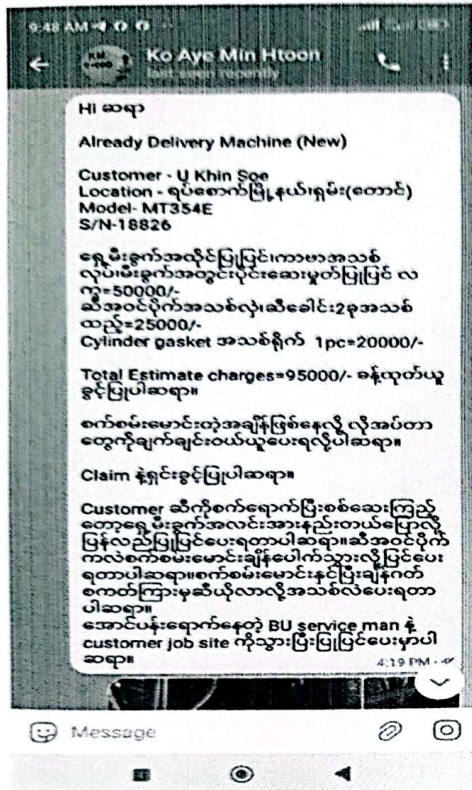 9:48 AM
Ko Aye Min Htoon
last seen recently
Hi ဆရာ
Already Delivery Machine (New)
Customer - U Khin Soe
Location - ရပ်စောက်မြို့နယ်၊ရှမ်း(တောင်)
Model- MT354E
S/N-18826
ရှေ့မီးခွက်အထိုင်ပြုပြင်၊ကာဗာအသစ်
လုပ်၊မီးခွက်အတွင်းပိုင်းဆေးမှုတ်ပြုပြင် လ
ကွ=50000/-
ဆီအဝင်ပိုက်အသစ်လဲ၊ဆီခေါင်း2ခုအသစ်
ထည့်=25000/-
Cylinder gasket အသစ်ရိုက် 1pc=20000/-
Total Estimate charges=95000/- ခန့်ထုတ်ယူ
ခွင့်ပြုပါဆရာ။
စက်စမ်းမောင်းတဲ့အချိန်ဖြစ်နေလို့ လိုအပ်တာ
တွေကိုချက်ချင်းဝယ်ယူပေးရလို့ပါဆရာ။
Claim နဲ့ရှင်းခွင့်ပြုပါဆရာ။
Customer ဆီကိုစက်ရောက်ပြီးစစ်ဆေးကြည့်
တော့ရှေ့မီးခွက်အလင်းအားနည်းတယ်ပြောလို့
ပြန်လည်ပြုပြင်ပေးရတာပါဆရာ။ဆီအဝင်ပိုက်
ကလဲစက်စမ်းမောင်းချိန်ပေါက်သွားလို့ပြင်ပေး
ရတာပါဆရာ။စက်စမ်းမောင်းနှင်ပြီးချိန်ဂတ်
စကတ်ကြားမှဆီယိုလာလို့အသစ်လဲပေးရတာ
ပါဆရာ။
အောင်ပန်းရောက်နေတဲ့ BU service man နဲ့
customer job site ကိုသွားပြီးပြုပြင်ပေးမှာပါ
ဆရာ။
4:19 PM
Message